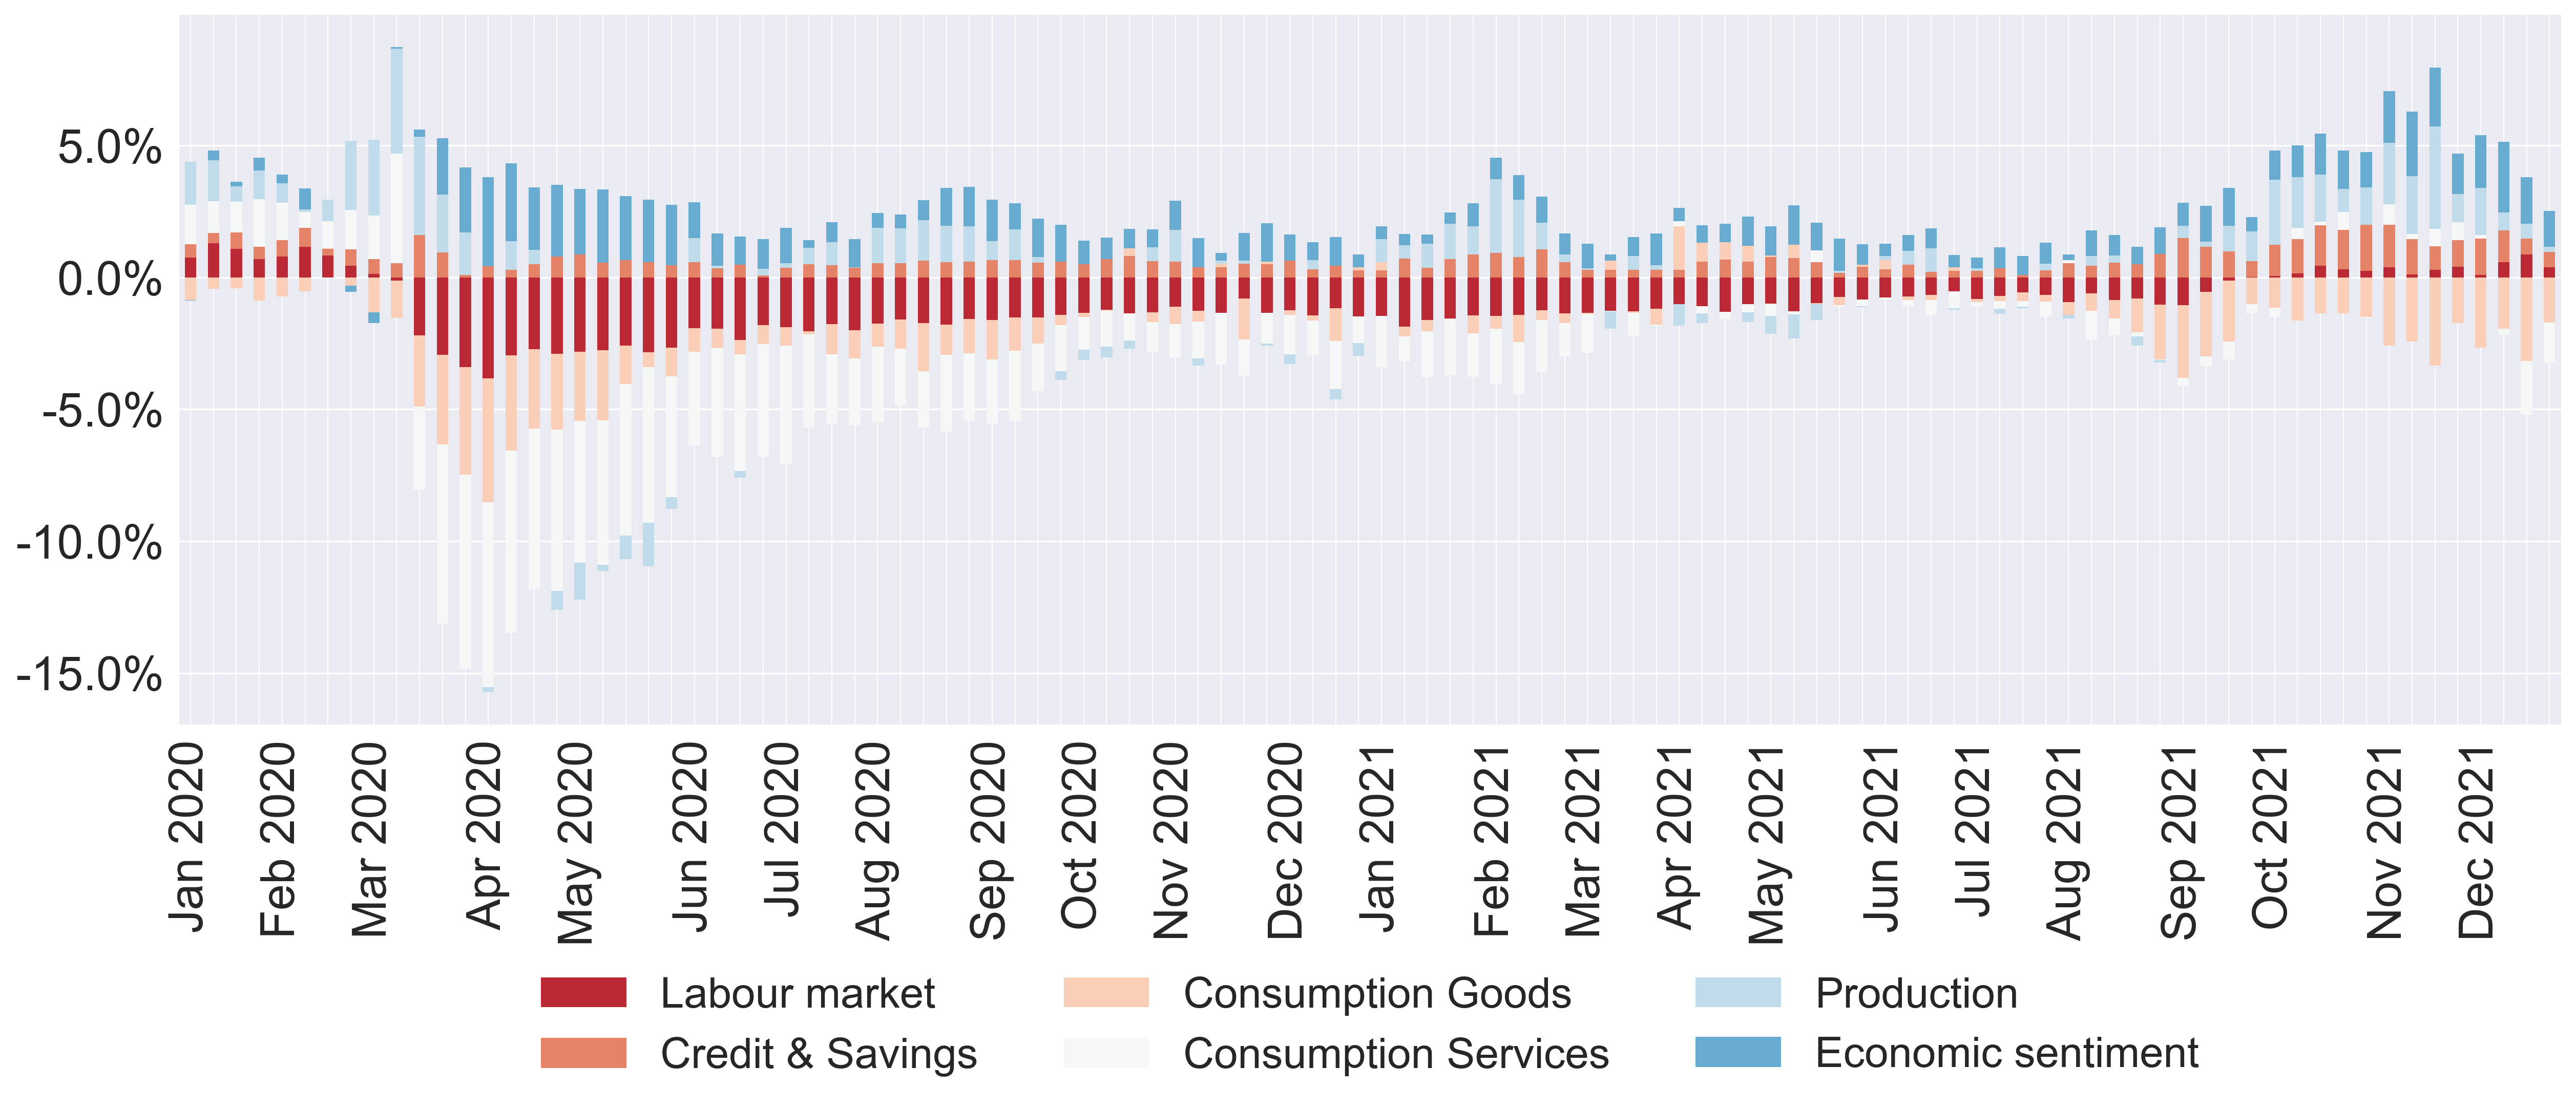 5.0%
0.0%
-5.0%
-10.0%
-15.0%
Jan 2020
Feb 2020
Mar 2020
Apr 2020
May 2020
Jun 2020
Jul 2020
Aug 2020
Sep 2020
Oct 2020
Nov 2020
Dec 2020
Jan 2021
Feb 2021
Mar 2021
Apr 2021
May 2021
Jun 2021
Jul 2021
Aug 2021
Sep 2021
Oct 2021
Nov 2021
Dec 2021
Labour market
Credit & Savings
Consumption Goods
Consumption Services
Production
Economic sentiment